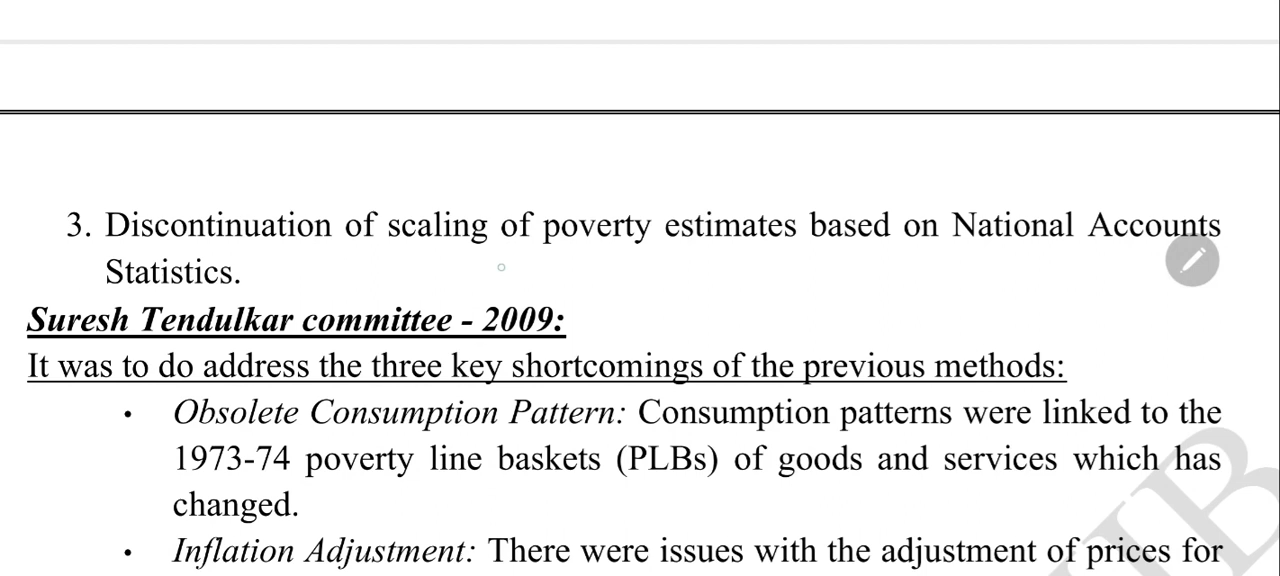 3. Discontinuation of scaling of poverty estimates based on National Accounts
Statistics.
Suresh Tendulkar committee - 2009:
It was to do address the three key shortcomings of the previous methods:
• Obsolete Consumption Pattern: Consumption patterns were linked to the
1973-74 poverty line baskets (PLBs) of goods and services which has
changed.
• Inflation Adjustment: There were issues with the adjustment of prices for